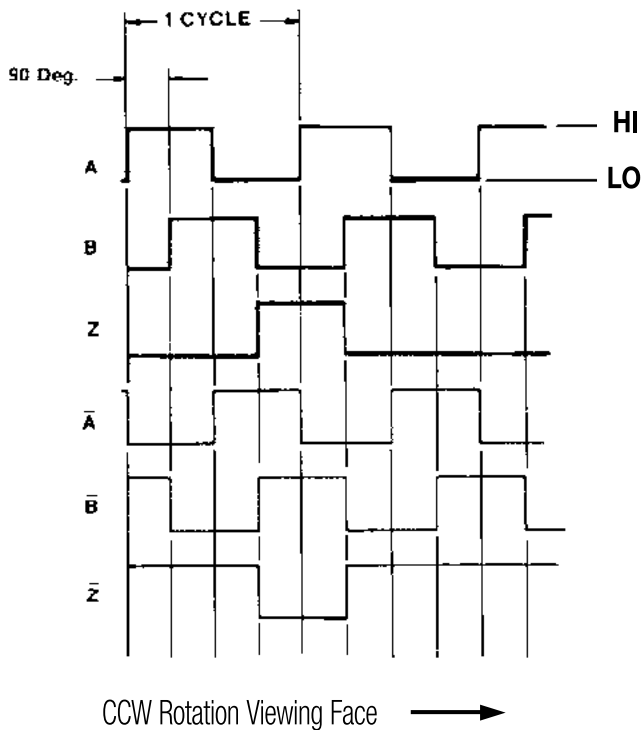 1 CYCLE
90 Deg.
HI
A
LO
B
Z
A̅
B̅
Z̅
CCW Rotation Viewing Face